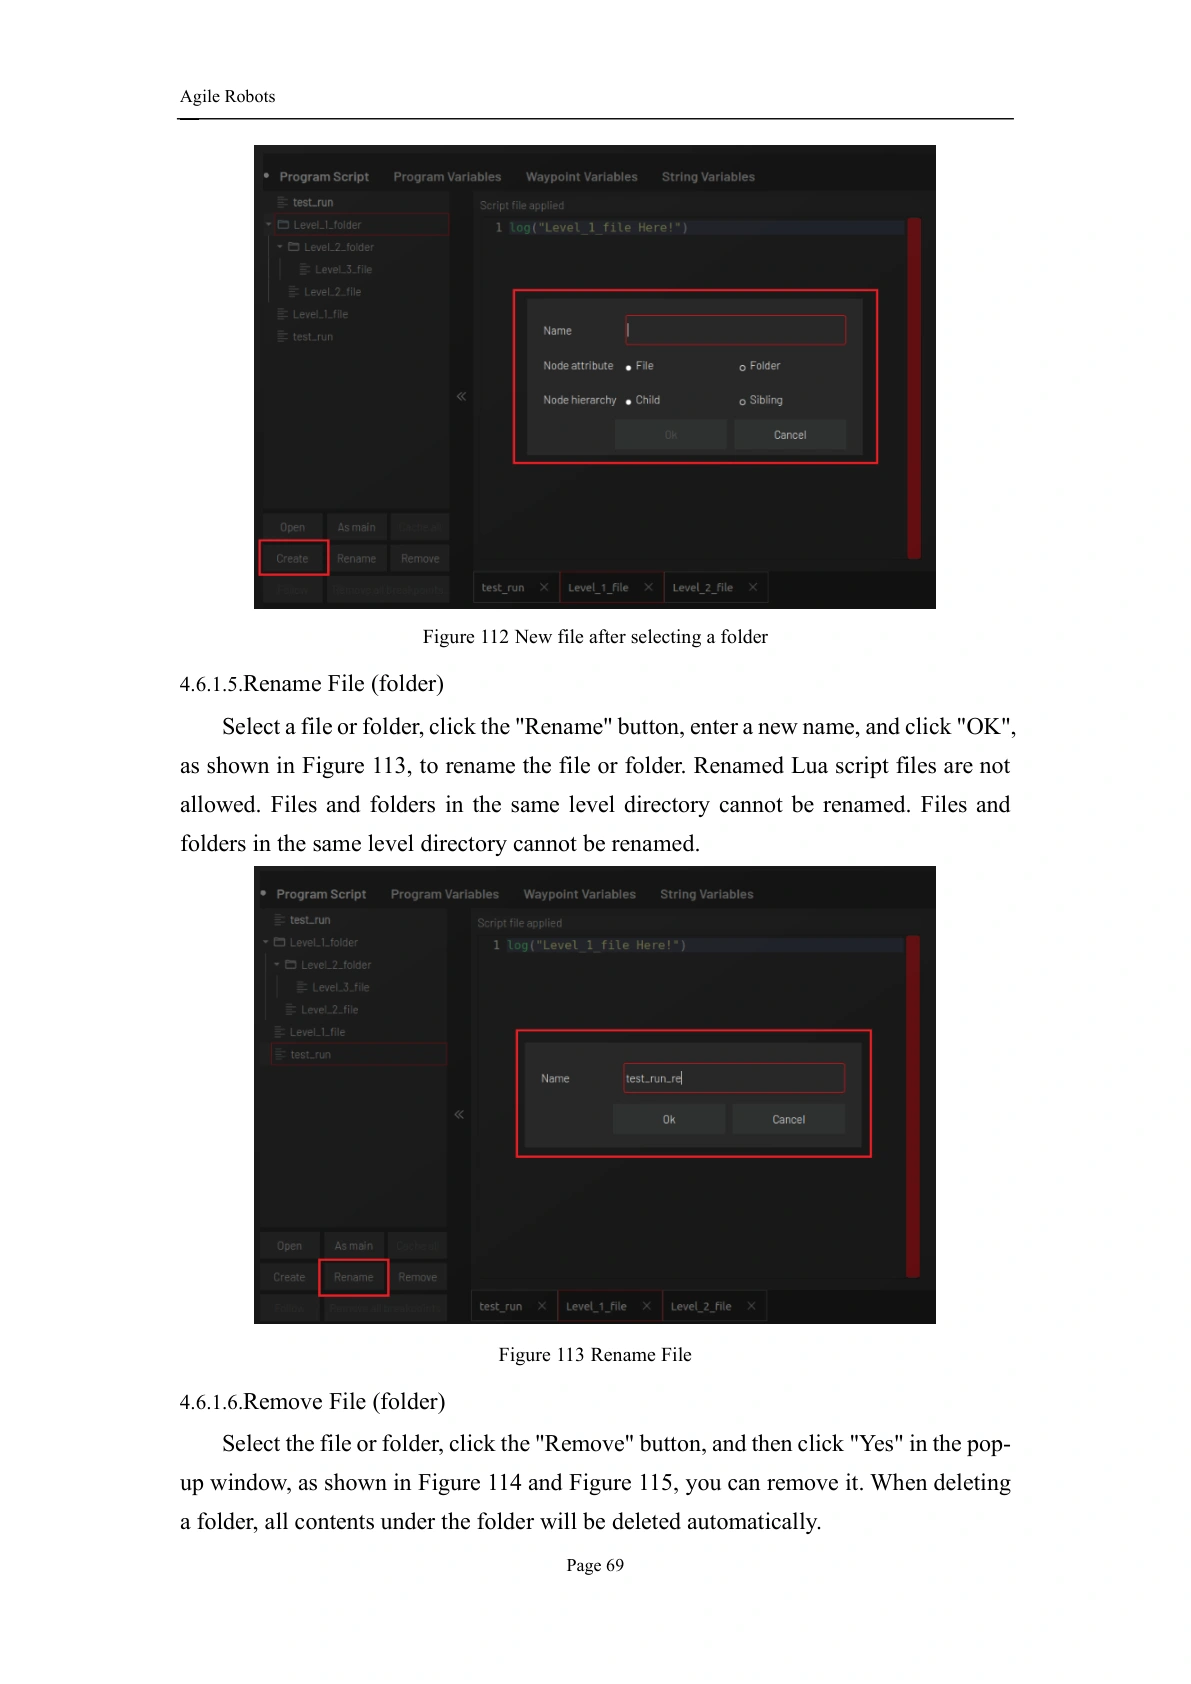 Agile Robots
Program Script Program Variables Waypoint Variables String Variables
test_run
Script file applied
Level_1_folder
1 log("Level_1_file Here!")
Level_2_folder
Level_3_file
Level_2_file
Level_1_file
test_run
Name
Node attribute File Folder
Node hierarchy Child Sibling
Ok Cancel
«
Open As main
Create Rename Remove
test_run × Level_1_file × Level_2_file ×
Figure 112 New file after selecting a folder
4.6.1.5.Rename File (folder)
Select a file or folder, click the "Rename" button, enter a new name, and click "OK",
as shown in Figure 113, to rename the file or folder. Renamed Lua script files are not
allowed. Files and folders in the same level directory cannot be renamed. Files and
folders in the same level directory cannot be renamed.
Program Script Program Variables Waypoint Variables String Variables
test_run
Script file applied
Level_1_folder
1 log("Level_1_file Here!")
Level_2_folder
Level_3_file
Level_2_file
Level_1_file
test_run
Name test_run_re
Ok Cancel
«
Open As main
Create Rename Remove
test_run × Level_1_file × Level_2_file ×
Figure 113 Rename File
4.6.1.6.Remove File (folder)
Select the file or folder, click the "Remove" button, and then click "Yes" in the pop-
up window, as shown in Figure 114 and Figure 115, you can remove it. When deleting
a folder, all contents under the folder will be deleted automatically.
Page 69